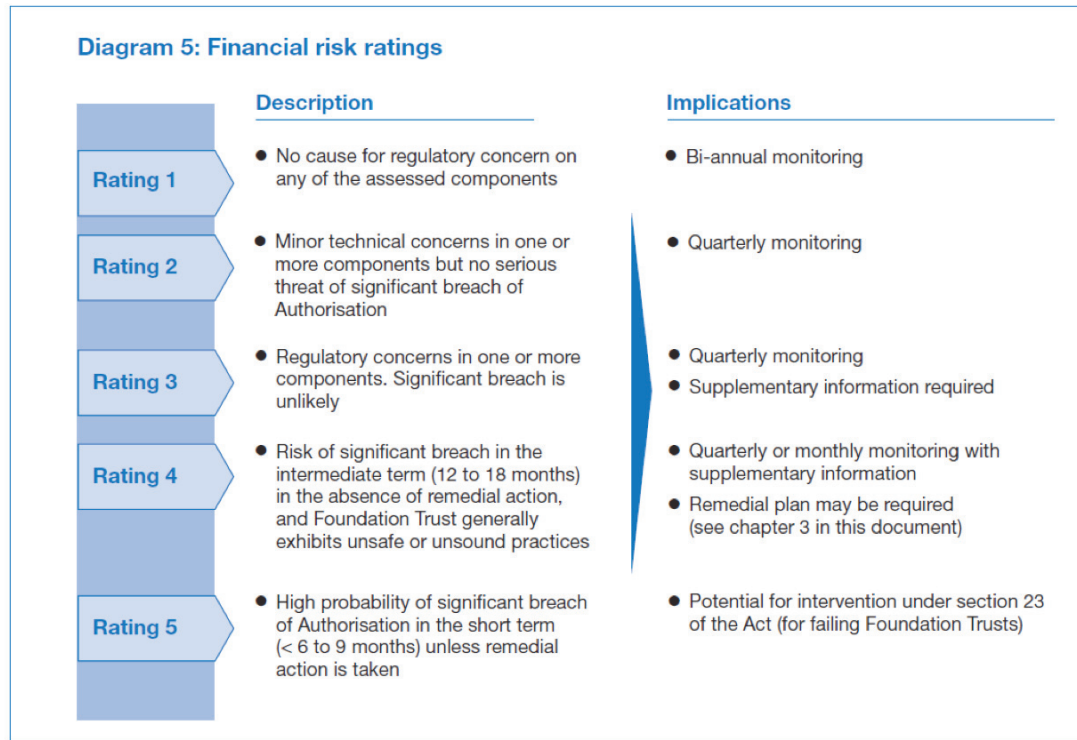 Diagram 5: Financial risk ratings
Description
Implications
Rating 1
● No cause for regulatory concern on
any of the assessed components
● Bi-annual monitoring
Rating 2
● Minor technical concerns in one or
more components but no serious
threat of significant breach of
Authorisation
● Quarterly monitoring
Rating 3
● Regulatory concerns in one or more
components. Significant breach is
unlikely
● Quarterly monitoring
● Supplementary information required
Rating 4
● Risk of significant breach in the
intermediate term (12 to 18 months)
in the absence of remedial action,
and Foundation Trust generally
exhibits unsafe or unsound practices
● Quarterly or monthly monitoring with
supplementary information
● Remedial plan may be required
(see chapter 3 in this document)
Rating 5
● High probability of significant breach
of Authorisation in the short term
(< 6 to 9 months) unless remedial
action is taken
● Potential for intervention under section 23
of the Act (for failing Foundation Trusts)